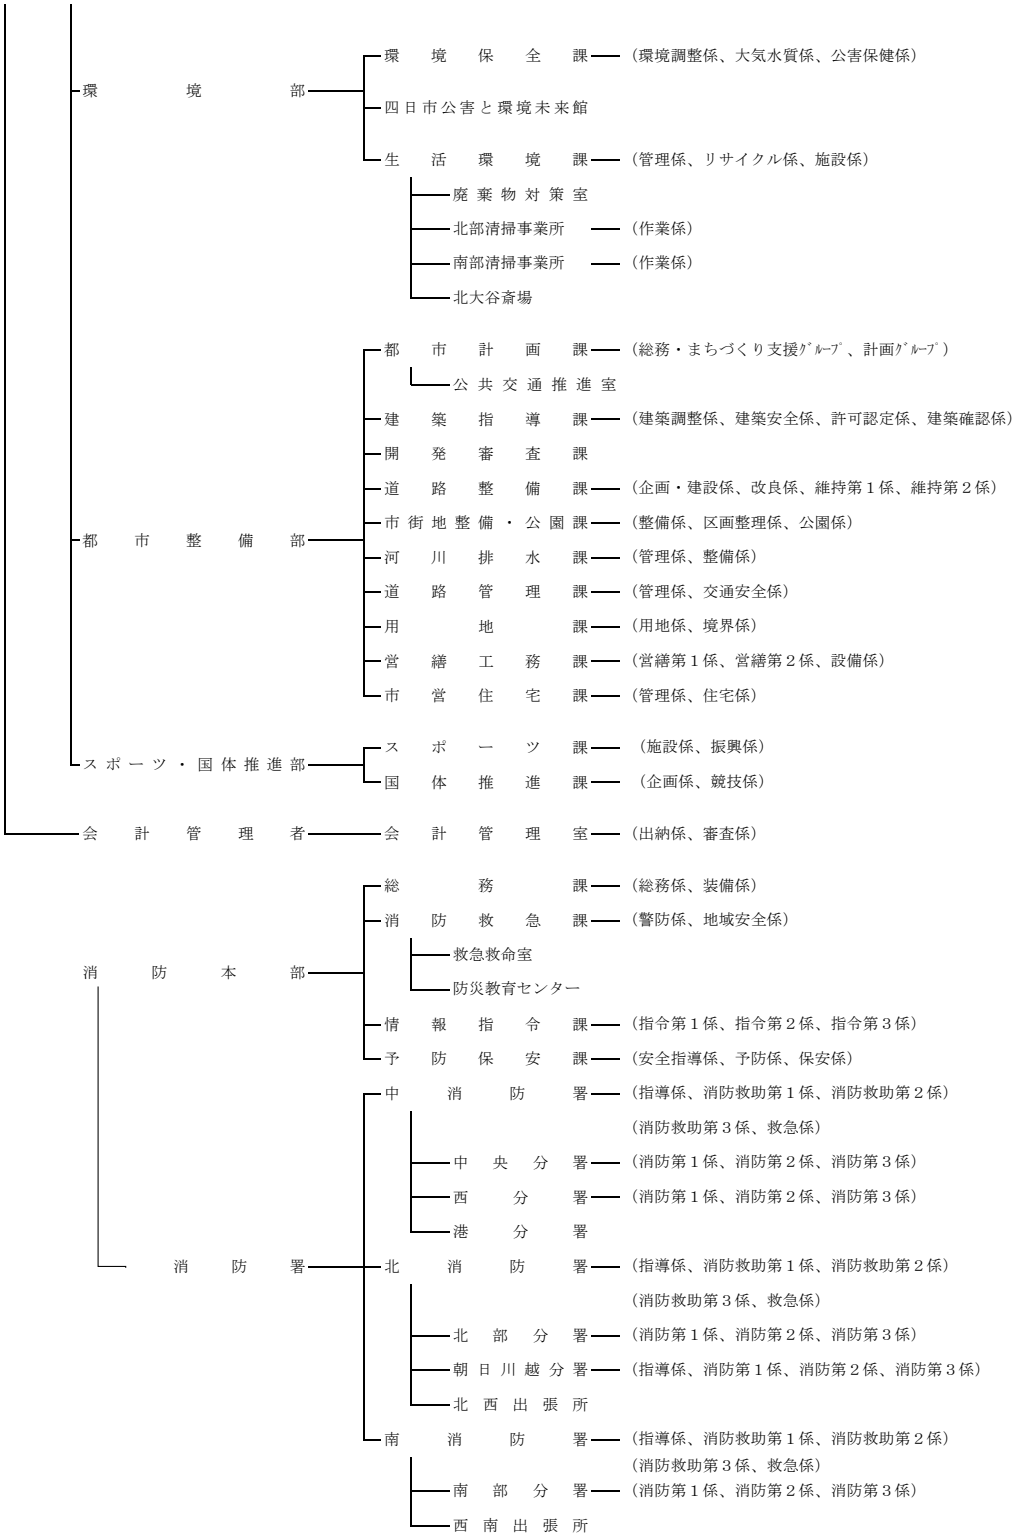 環境保全課 (環境調整係、大気水質係、公害保健係)
環境部
四日市公害と環境未来館
生活環境課 (管理係、リサイクル係、施設係)
廃棄物対策室
北部清掃事業所 (作業係)
南部清掃事業所 (作業係)
北大谷斎場
都市計画課 (総務・まちづくり支援ｸﾞﾙｰﾌﾟ、計画ｸﾞﾙｰﾌﾟ)
公共交通推進室
建築指導課 (建築調整係、建築安全係、許可認定係、建築確認係)
開発審査課
道路整備課 (企画・建設係、改良係、維持第１係、維持第２係)
市街地整備・公園課 (整備係、区画整理係、公園係)
都市整備部
河川排水課 (管理係、整備係)
道路管理課 (管理係、交通安全係)
用地課 (用地係、境界係)
営繕工務課 (営繕第１係、営繕第２係、設備係)
市営住宅課 (管理係、住宅係)
スポーツ課 (施設係、振興係)
スポーツ・国体推進部
国体推進課 (企画係、競技係)
会計管理者 会計管理室 (出納係、審査係)
総務課 (総務係、装備係)
消防救急課 (警防係、地域安全係)
救急救命室
消防本部
防災教育センター
情報指令課 (指令第１係、指令第２係、指令第３係)
予防保安課 (安全指導係、予防係、保安係)
中消防署 (指導係、消防救助第１係、消防救助第２係)
(消防救助第３係、救急係)
中央分署 (消防第１係、消防第２係、消防第３係)
西分署 (消防第１係、消防第２係、消防第３係)
港分署
消防署 北消防署 (指導係、消防救助第１係、消防救助第２係)
(消防救助第３係、救急係)
北部分署 (消防第１係、消防第２係、消防第３係)
朝日川越分署 (指導係、消防第１係、消防第２係、消防第３係)
北西出張所
南消防署 (指導係、消防救助第１係、消防救助第２係)
(消防救助第３係、救急係)
南部分署 (消防第１係、消防第２係、消防第３係)
西南出張所